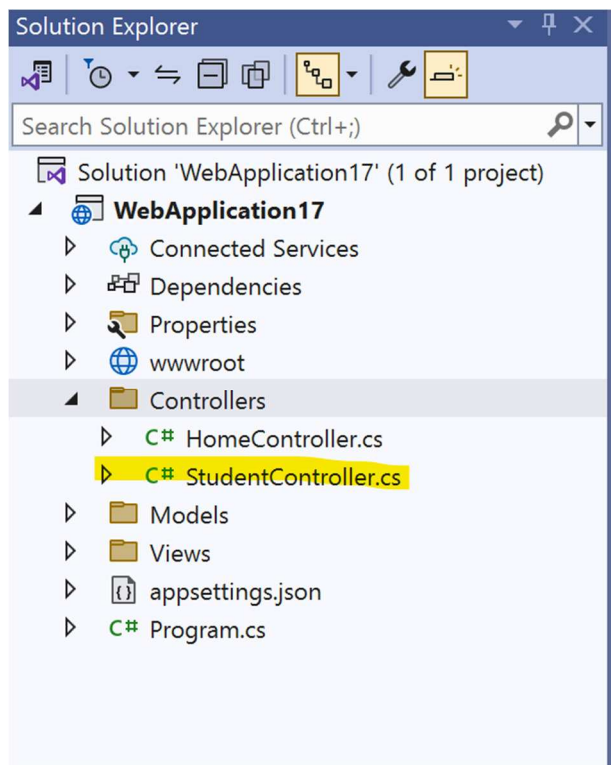 Solution Explorer
Search Solution Explorer (Ctrl+;)
Solution 'WebApplication17' (1 of 1 project)
WebApplication17
Connected Services
Dependencies
Properties
wwwroot
Controllers
C# HomeController.cs
C# StudentController.cs
Models
Views
appsettings.json
C# Program.cs